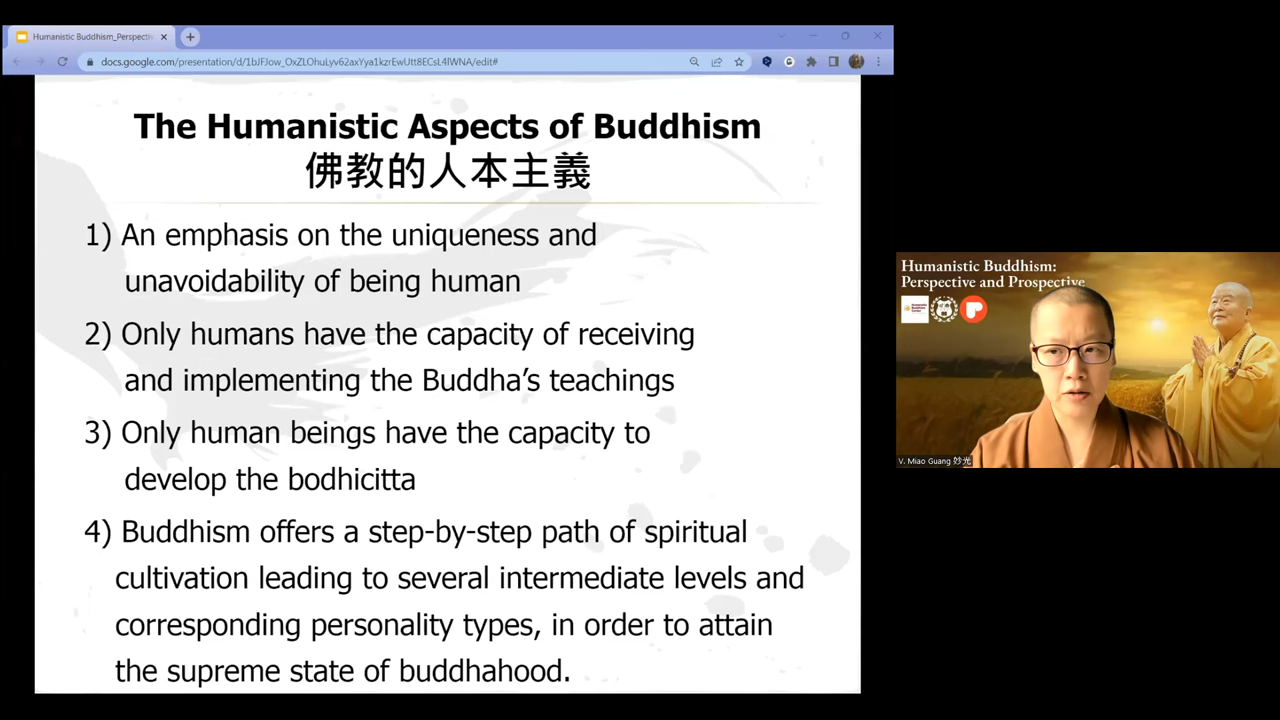 Humanistic Buddhism_Perspectiv
docs.google.com/presentation/d/1bJFJow_OxZLOhuLyv62axYya1kzrEwUtt8ECsL4lWNA/edit#
The Humanistic Aspects of Buddhism
佛教的人本主義
1) An emphasis on the uniqueness and
unavoidability of being human
2) Only humans have the capacity of receiving
and implementing the Buddha's teachings
3) Only human beings have the capacity to
develop the bodhicitta
4) Buddhism offers a step-by-step path of spiritual
cultivation leading to several intermediate levels and
corresponding personality types, in order to attain
the supreme state of buddhahood.
Humanistic Buddhism:
Perspective and Prospective
V. Miao Guang 妙光